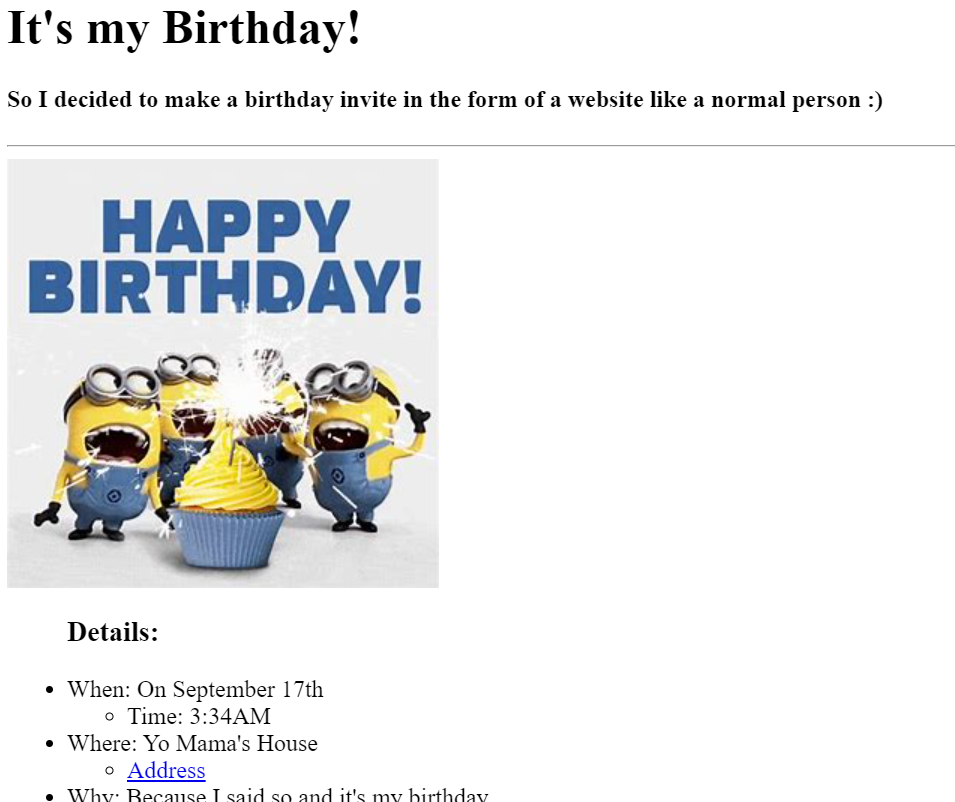 It's my Birthday!
So I decided to make a birthday invite in the form of a website like a normal person :)
HAPPY
BIRTHDAY!
Details:
When: On September 17th
Time: 3:34AM
Where: Yo Mama's House
Address
Why: Because I said so and it's my birthday